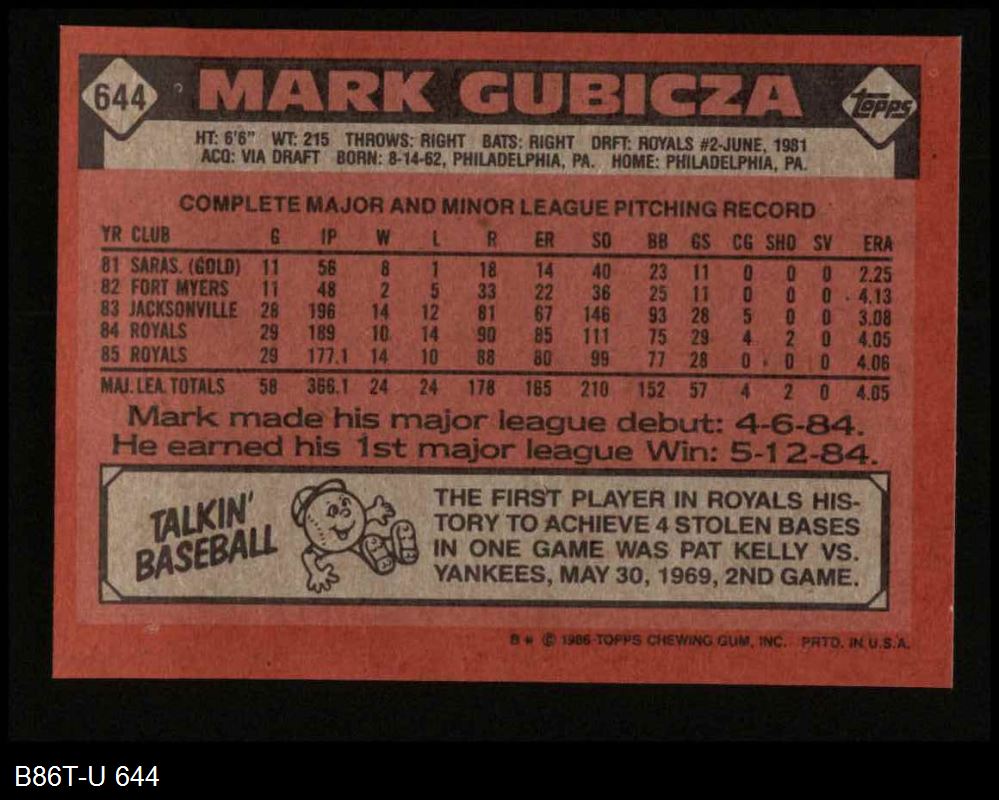 644 MARK GUBICZA Topps
HT: 6'6" WT: 215 THROWS: RIGHT BATS: RIGHT DRFT: ROYALS #2-JUNE, 1981
ACQ: VIA DRAFT BORN: 8-14-62, PHILADELPHIA, PA. HOME: PHILADELPHIA, PA.
COMPLETE MAJOR AND MINOR LEAGUE PITCHING RECORD
YR CLUB G IP W L R ER SO BB GS CG SHO SV ERA
81 SARAS. (GOLD) 11 56 8 1 18 14 40 23 11 0 0 0 2.25
82 FORT MYERS 11 48 2 5 33 22 36 25 11 0 0 0 4.13
83 JACKSONVILLE 28 196 14 12 81 67 146 93 28 5 0 0 3.08
84 ROYALS 29 189 10 14 90 85 111 75 29 4 2 0 4.05
85 ROYALS 29 177.1 14 10 88 80 99 77 28 0 0 0 4.06
MAJ. LEA. TOTALS 58 366.1 24 24 178 165 210 152 57 4 2 0 4.05
Mark made his major league debut: 4-6-84.
He earned his 1st major league Win: 5-12-84.
TALKIN'
BASEBALL
THE FIRST PLAYER IN ROYALS HIS-
TORY TO ACHIEVE 4 STOLEN BASES
IN ONE GAME WAS PAT KELLY VS.
YANKEES, MAY 30, 1969, 2ND GAME.
B * © 1986 TOPPS CHEWING GUM, INC. PRTD. IN U.S.A.
B86T-U 644